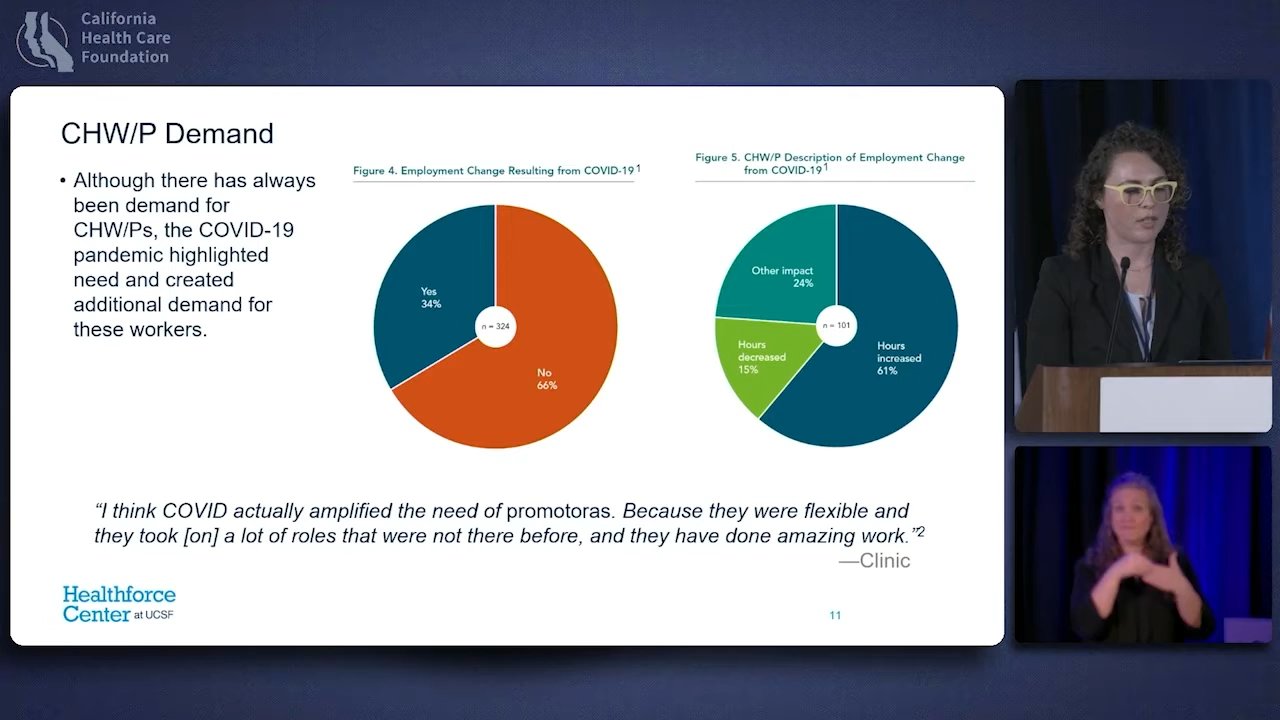 California
Health Care
Foundation
CHW/P Demand
• Although there has always
been demand for
CHW/Ps, the COVID-19
pandemic highlighted
need and created
additional demand for
these workers.
Figure 4. Employment Change Resulting from COVID-19 1
Yes
34%
n = 324
No
66%
Figure 5. CHW/P Description of Employment Change
from COVID-19 1
Other impact
24%
n = 101
Hours
decreased
15%
Hours
increased
61%
“I think COVID actually amplified the need of promotoras. Because they were flexible and
they took [on] a lot of roles that were not there before, and they have done amazing work.”2
—Clinic
Healthforce
Center at UCSF
11